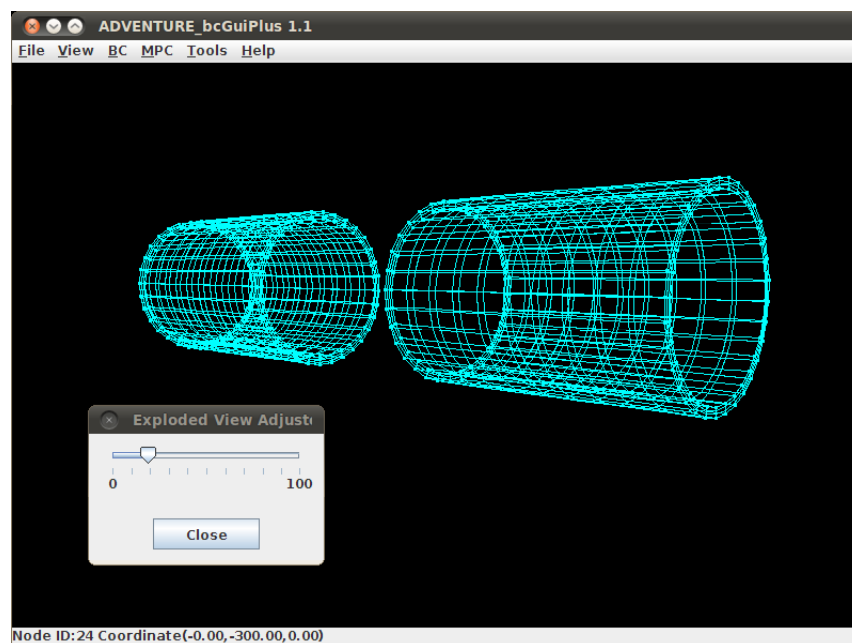 ADVENTURE_bcGuiPlus 1.1
File View BC MPC Tools Help
Exploded View Adjust
0 100
Close
Node ID:24 Coordinate(-0.00,-300.00,0.00)